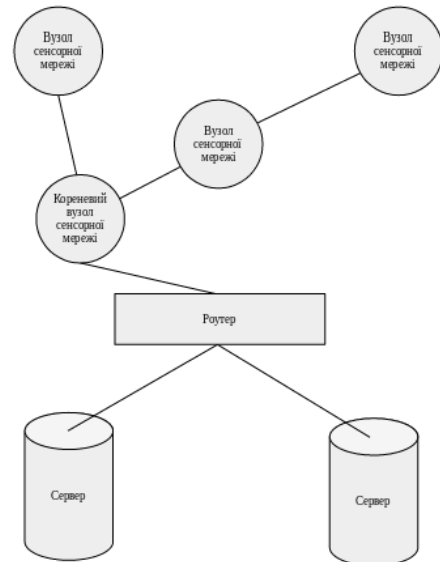 Вузол
сенсорної
мережі
Вузол
сенсорної
мережі
Вузол
сенсорної
мережі
Кореневий
вузол
сенсорної
мережі
Роутер
Сервер
Сервер